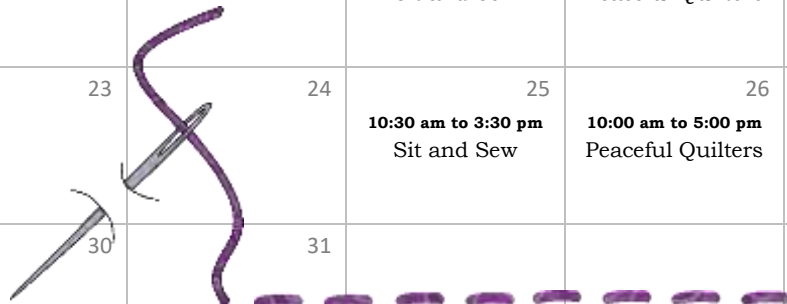 23 24 25 26
10:30 am to 3:30 pm 10:00 am to 5:00 pm
Sit and Sew Peaceful Quilters
30 31